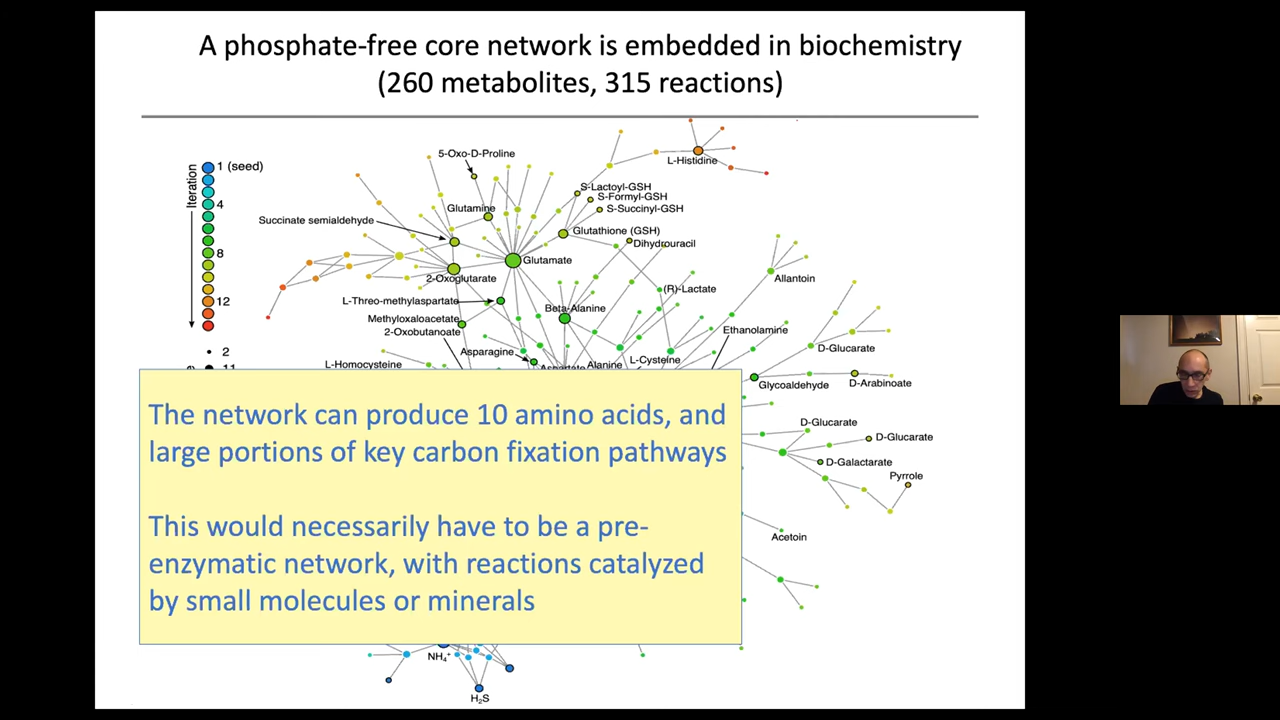 A phosphate-free core network is embedded in biochemistry
(260 metabolites, 315 reactions)
Iteration
1 (seed)
4
8
12
2
11
5-Oxo-D-Proline
L-Histidine
S-Lactoyl-GSH
S-Formyl-GSH
S-Succinyl-GSH
Glutamine
Succinate semialdehyde
Glutathione (GSH)
Dihydrouracil
Glutamate
2-Oxoglutarate
Allantoin
(R)-Lactate
L-Threo-methylaspartate
Beta-Alanine
Methyloxaloacetate
2-Oxobutanoate
Ethanolamine
Asparagine
D-Glucarate
L-Homocysteine
Aspartate
Alanine
L-Cysteine
Glycoaldehyde
D-Arabinoate
The network can produce 10 amino acids, and
large portions of key carbon fixation pathways
This would necessarily have to be a pre-
enzymatic network, with reactions catalyzed
by small molecules or minerals
D-Glucarate
D-Glucarate
D-Galactarate
Pyrrole
Acetoin
NH₄⁺
H₂S